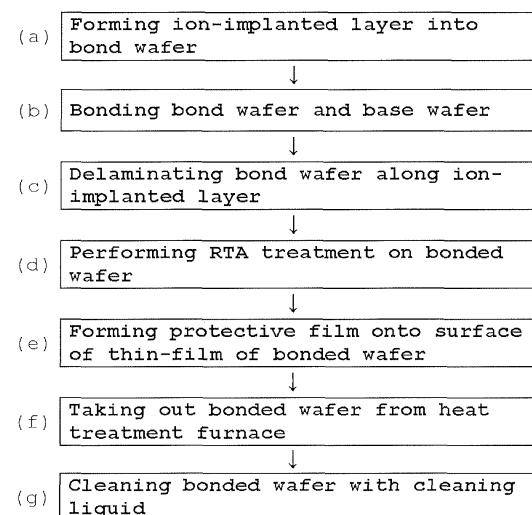 (a) Forming ion-implanted layer into
bond wafer
↓
(b) Bonding bond wafer and base wafer
↓
(c) Delaminating bond wafer along ion-
implanted layer
↓
(d) Performing RTA treatment on bonded
wafer
↓
(e) Forming protective film onto surface
of thin-film of bonded wafer
↓
(f) Taking out bonded wafer from heat
treatment furnace
↓
(g) Cleaning bonded wafer with cleaning
liquid